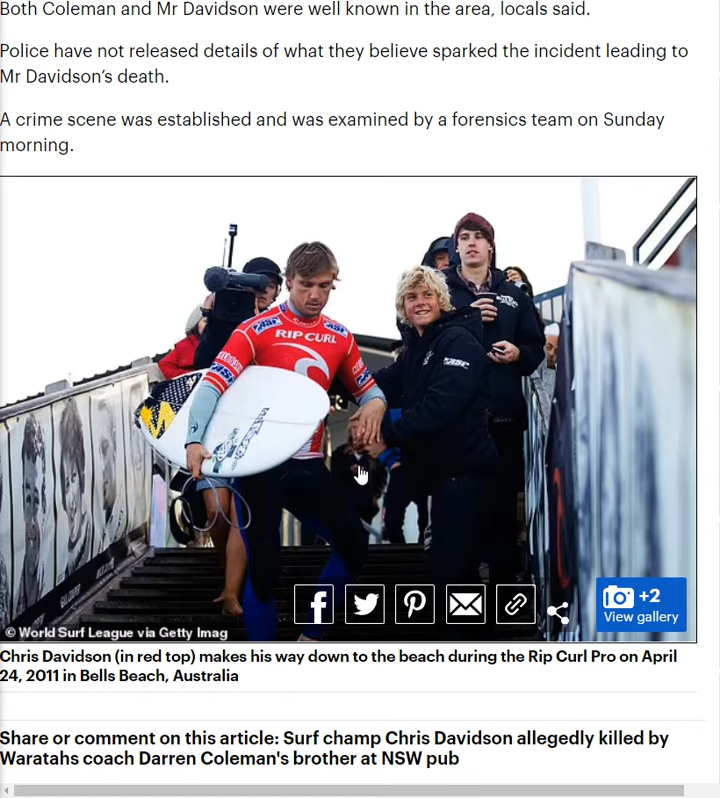 Both Coleman and Mr Davidson were well known in the area, locals said.
Police have not released details of what they believe sparked the incident leading to
Mr Davidson’s death.
A crime scene was established and was examined by a forensics team on Sunday
morning.
RIP CURL
© World Surf League via Getty Imag
+2
View gallery
Chris Davidson (in red top) makes his way down to the beach during the Rip Curl Pro on April
24, 2011 in Bells Beach, Australia
Share or comment on this article: Surf champ Chris Davidson allegedly killed by
Waratahs coach Darren Coleman's brother at NSW pub